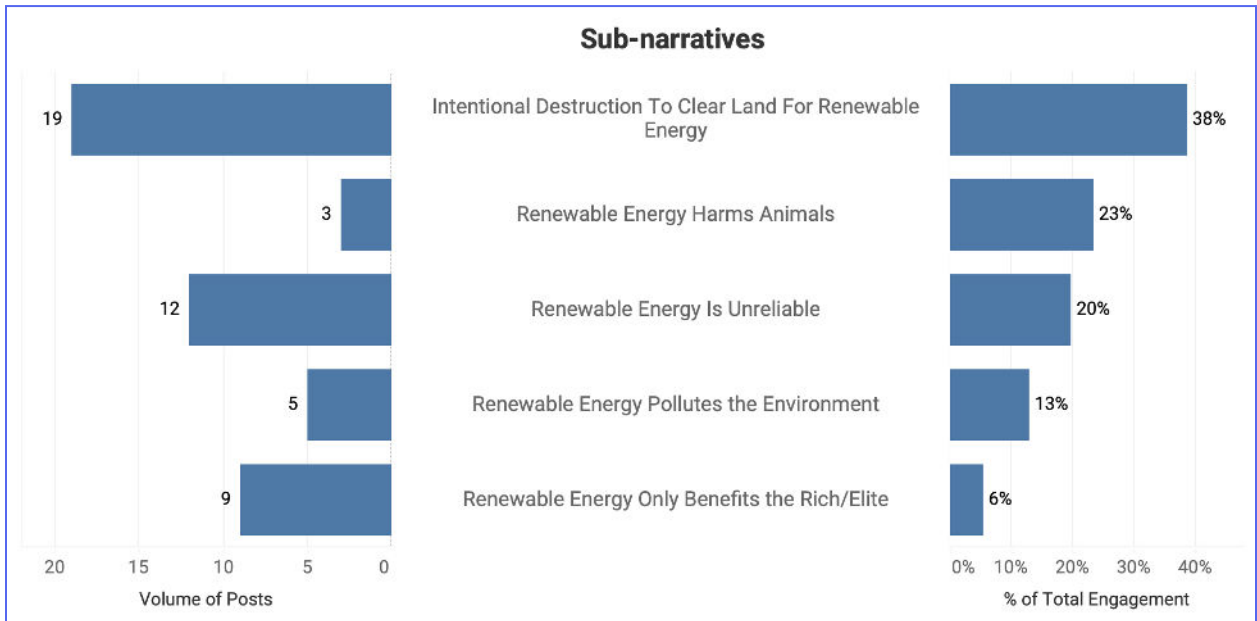 Sub-narratives
19
Intentional Destruction To Clear Land For Renewable
Energy
38%
3
Renewable Energy Harms Animals
23%
12
Renewable Energy Is Unreliable
20%
5
Renewable Energy Pollutes the Environment
13%
9
Renewable Energy Only Benefits the Rich/Elite
6%
20 15 10 5 0
0% 10% 20% 30% 40%
Volume of Posts
% of Total Engagement